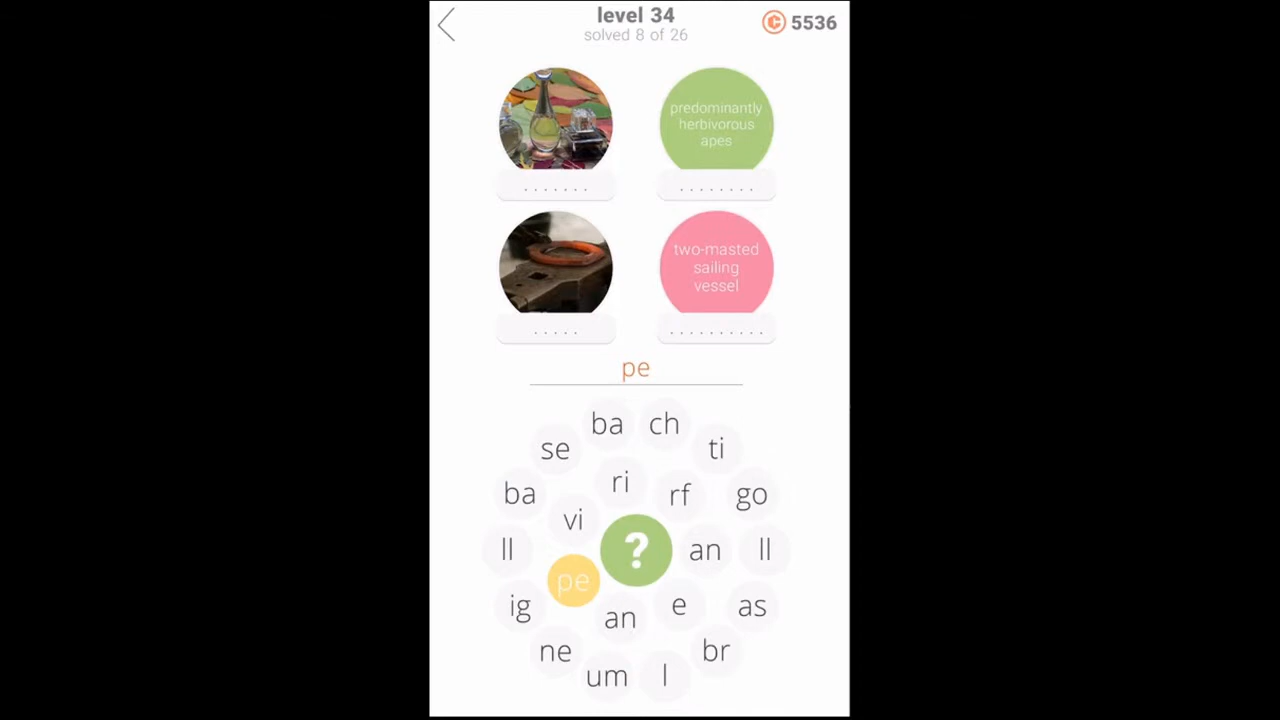 level 34
5536
solved 8 of 26
predominantly
herbivorous
apes
.......
........
two-masted
sailing
vessel
.....
..........
pe
ba
ch
se
ti
ri
ba
rf
go
vi
ll
?
an
ll
pe
ig
an
e
as
ne
br
um
l